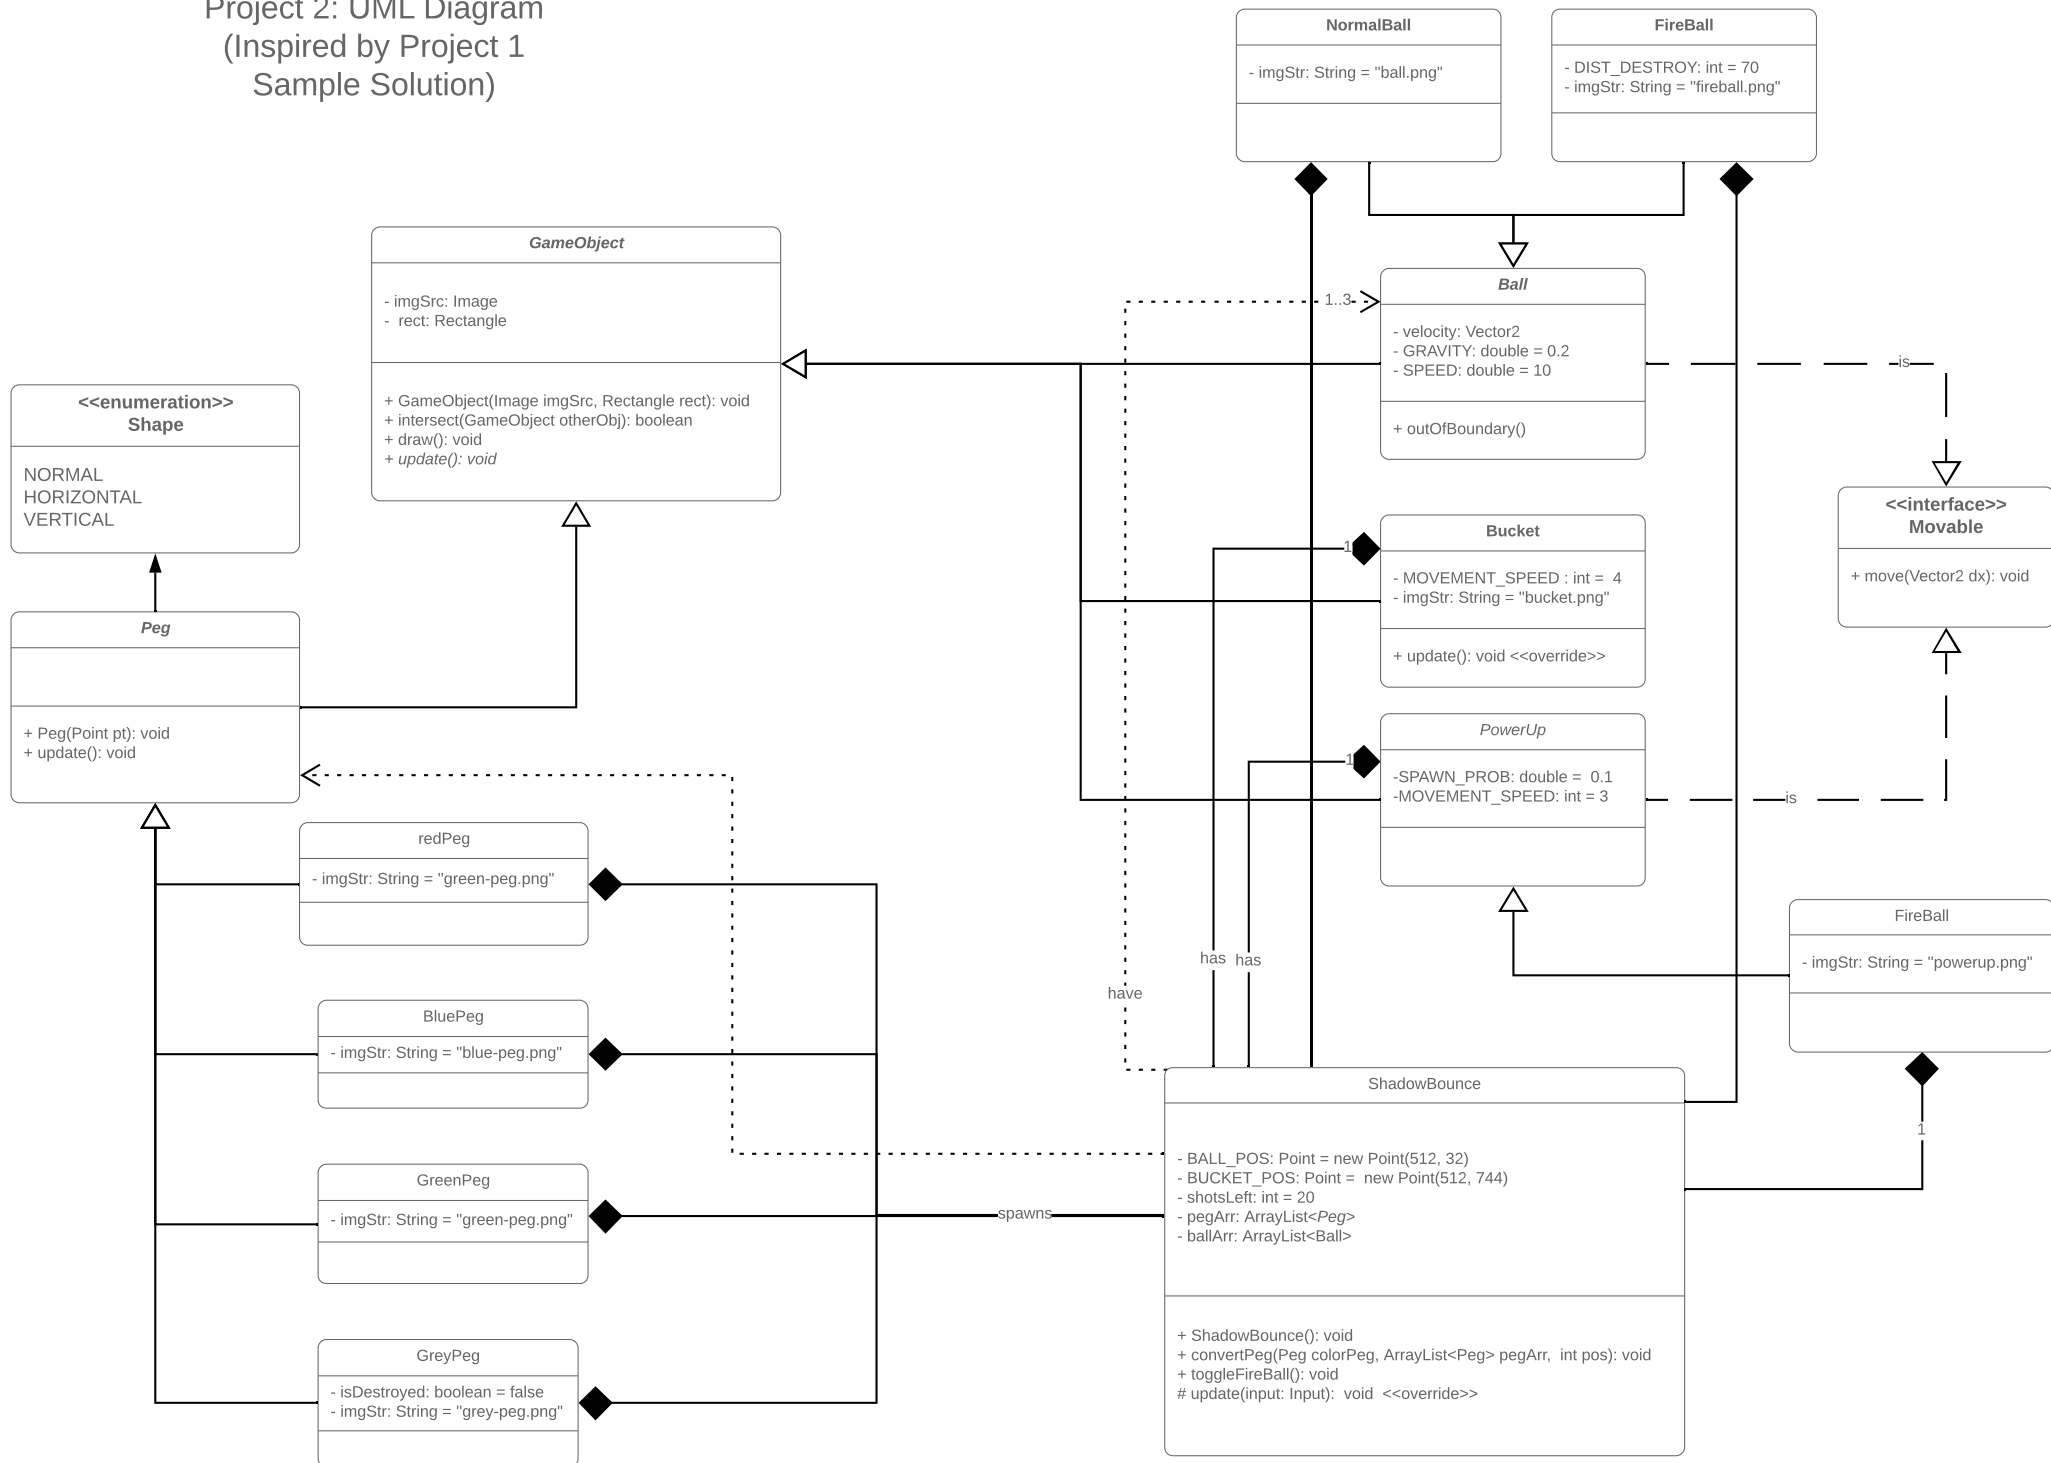 Project 2: UML Diagram
(Inspired by Project 1
Sample Solution)
NormalBall
- imgStr: String = "ball.png"
FireBall
- DIST_DESTROY: int = 70
- imgStr: String = "fireball.png"
GameObject
- imgSrc: Image
-  rect: Rectangle
+ GameObject(Image imgSrc, Rectangle rect): void
+ intersect(GameObject otherObj): boolean
+ draw(): void
+ update(): void
1..3
Ball
- velocity: Vector2
- GRAVITY: double = 0.2
- SPEED: double = 10
+ outOfBoundary()
is
<<enumeration>>
Shape
NORMAL
HORIZONTAL
VERTICAL
<<interface>>
Movable
+ move(Vector2 dx): void
1
Bucket
- MOVEMENT_SPEED : int =  4
- imgStr: String = "bucket.png"
+ update(): void <<override>>
Peg
+ Peg(Point pt): void
+ update(): void
1
PowerUp
-SPAWN_PROB: double =  0.1
-MOVEMENT_SPEED: int = 3
is
redPeg
- imgStr: String = "green-peg.png"
FireBall
- imgStr: String = "powerup.png"
1
has
has
have
BluePeg
- imgStr: String = "blue-peg.png"
GreenPeg
- imgStr: String = "green-peg.png"
spawns
GreyPeg
- isDestroyed: boolean = false
- imgStr: String = "grey-peg.png"
ShadowBounce
- BALL_POS: Point = new Point(512, 32)
- BUCKET_POS: Point =  new Point(512, 744)
- shotsLeft: int = 20
- pegArr: ArrayList<Peg>
- ballArr: ArrayList<Ball>
+ ShadowBounce(): void
+ convertPeg(Peg colorPeg, ArrayList<Peg> pegArr,  int pos): void
+ toggleFireBall(): void
# update(input: Input):  void  <<override>>